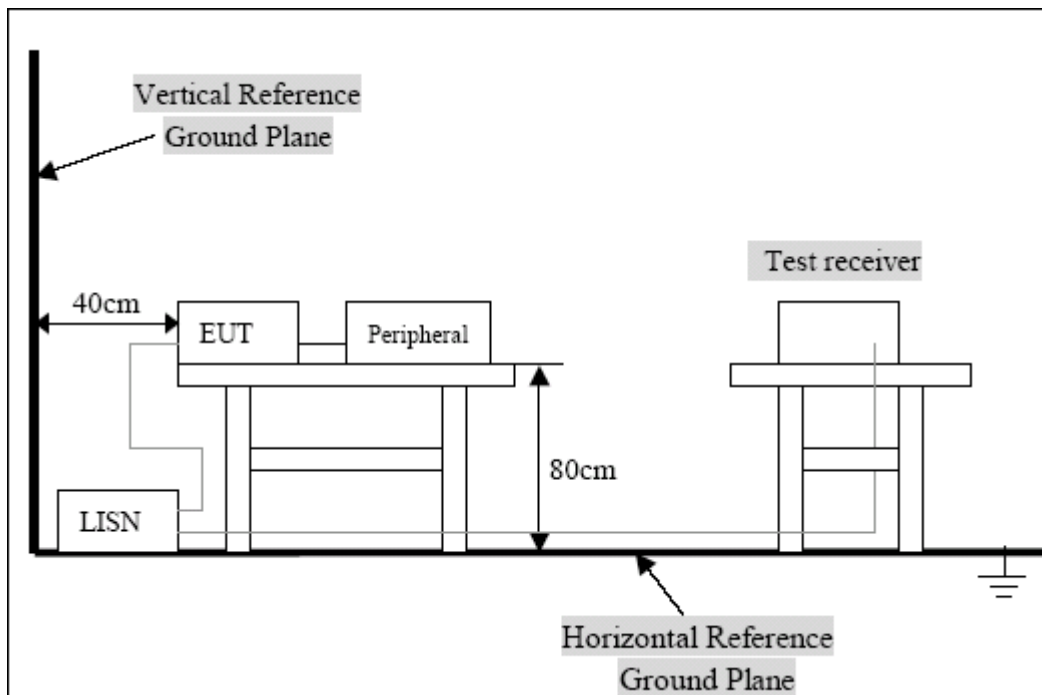 Vertical Reference
Ground Plane
Test receiver
40cm
EUT
Peripheral
80cm
LISN
Horizontal Reference
Ground Plane